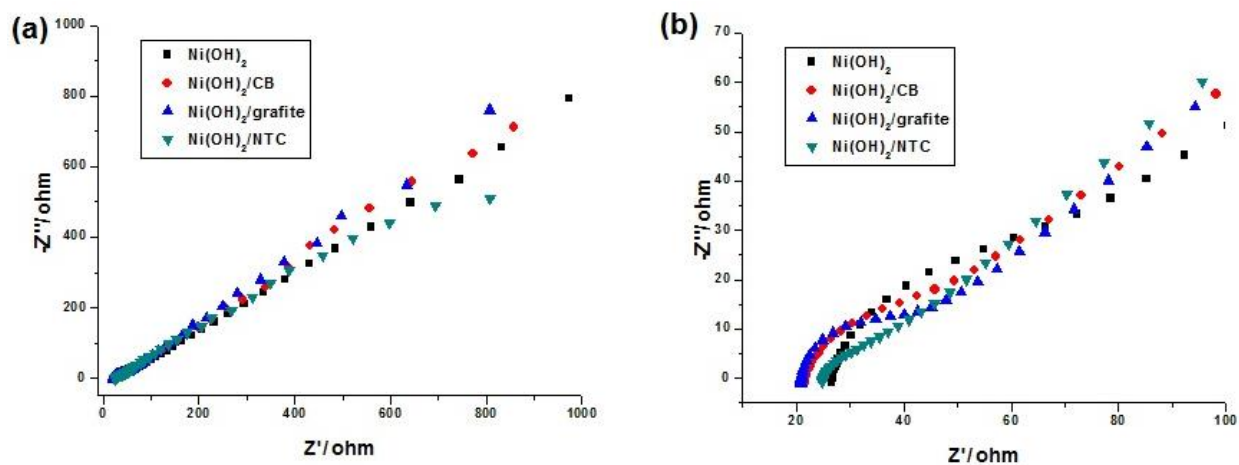 (a)
1000
800
600
400
200
0
-Z''/ohm
Ni(OH)2
Ni(OH)2/CB
Ni(OH)2/grafite
Ni(OH)2/NTC
0 200 400 600 800 1000
Z'/ohm
(b)
70
60
50
40
30
20
10
0
-Z''/ohm
Ni(OH)2
Ni(OH)2/CB
Ni(OH)2/grafite
Ni(OH)2/NTC
20 40 60 80 100
Z'/ohm